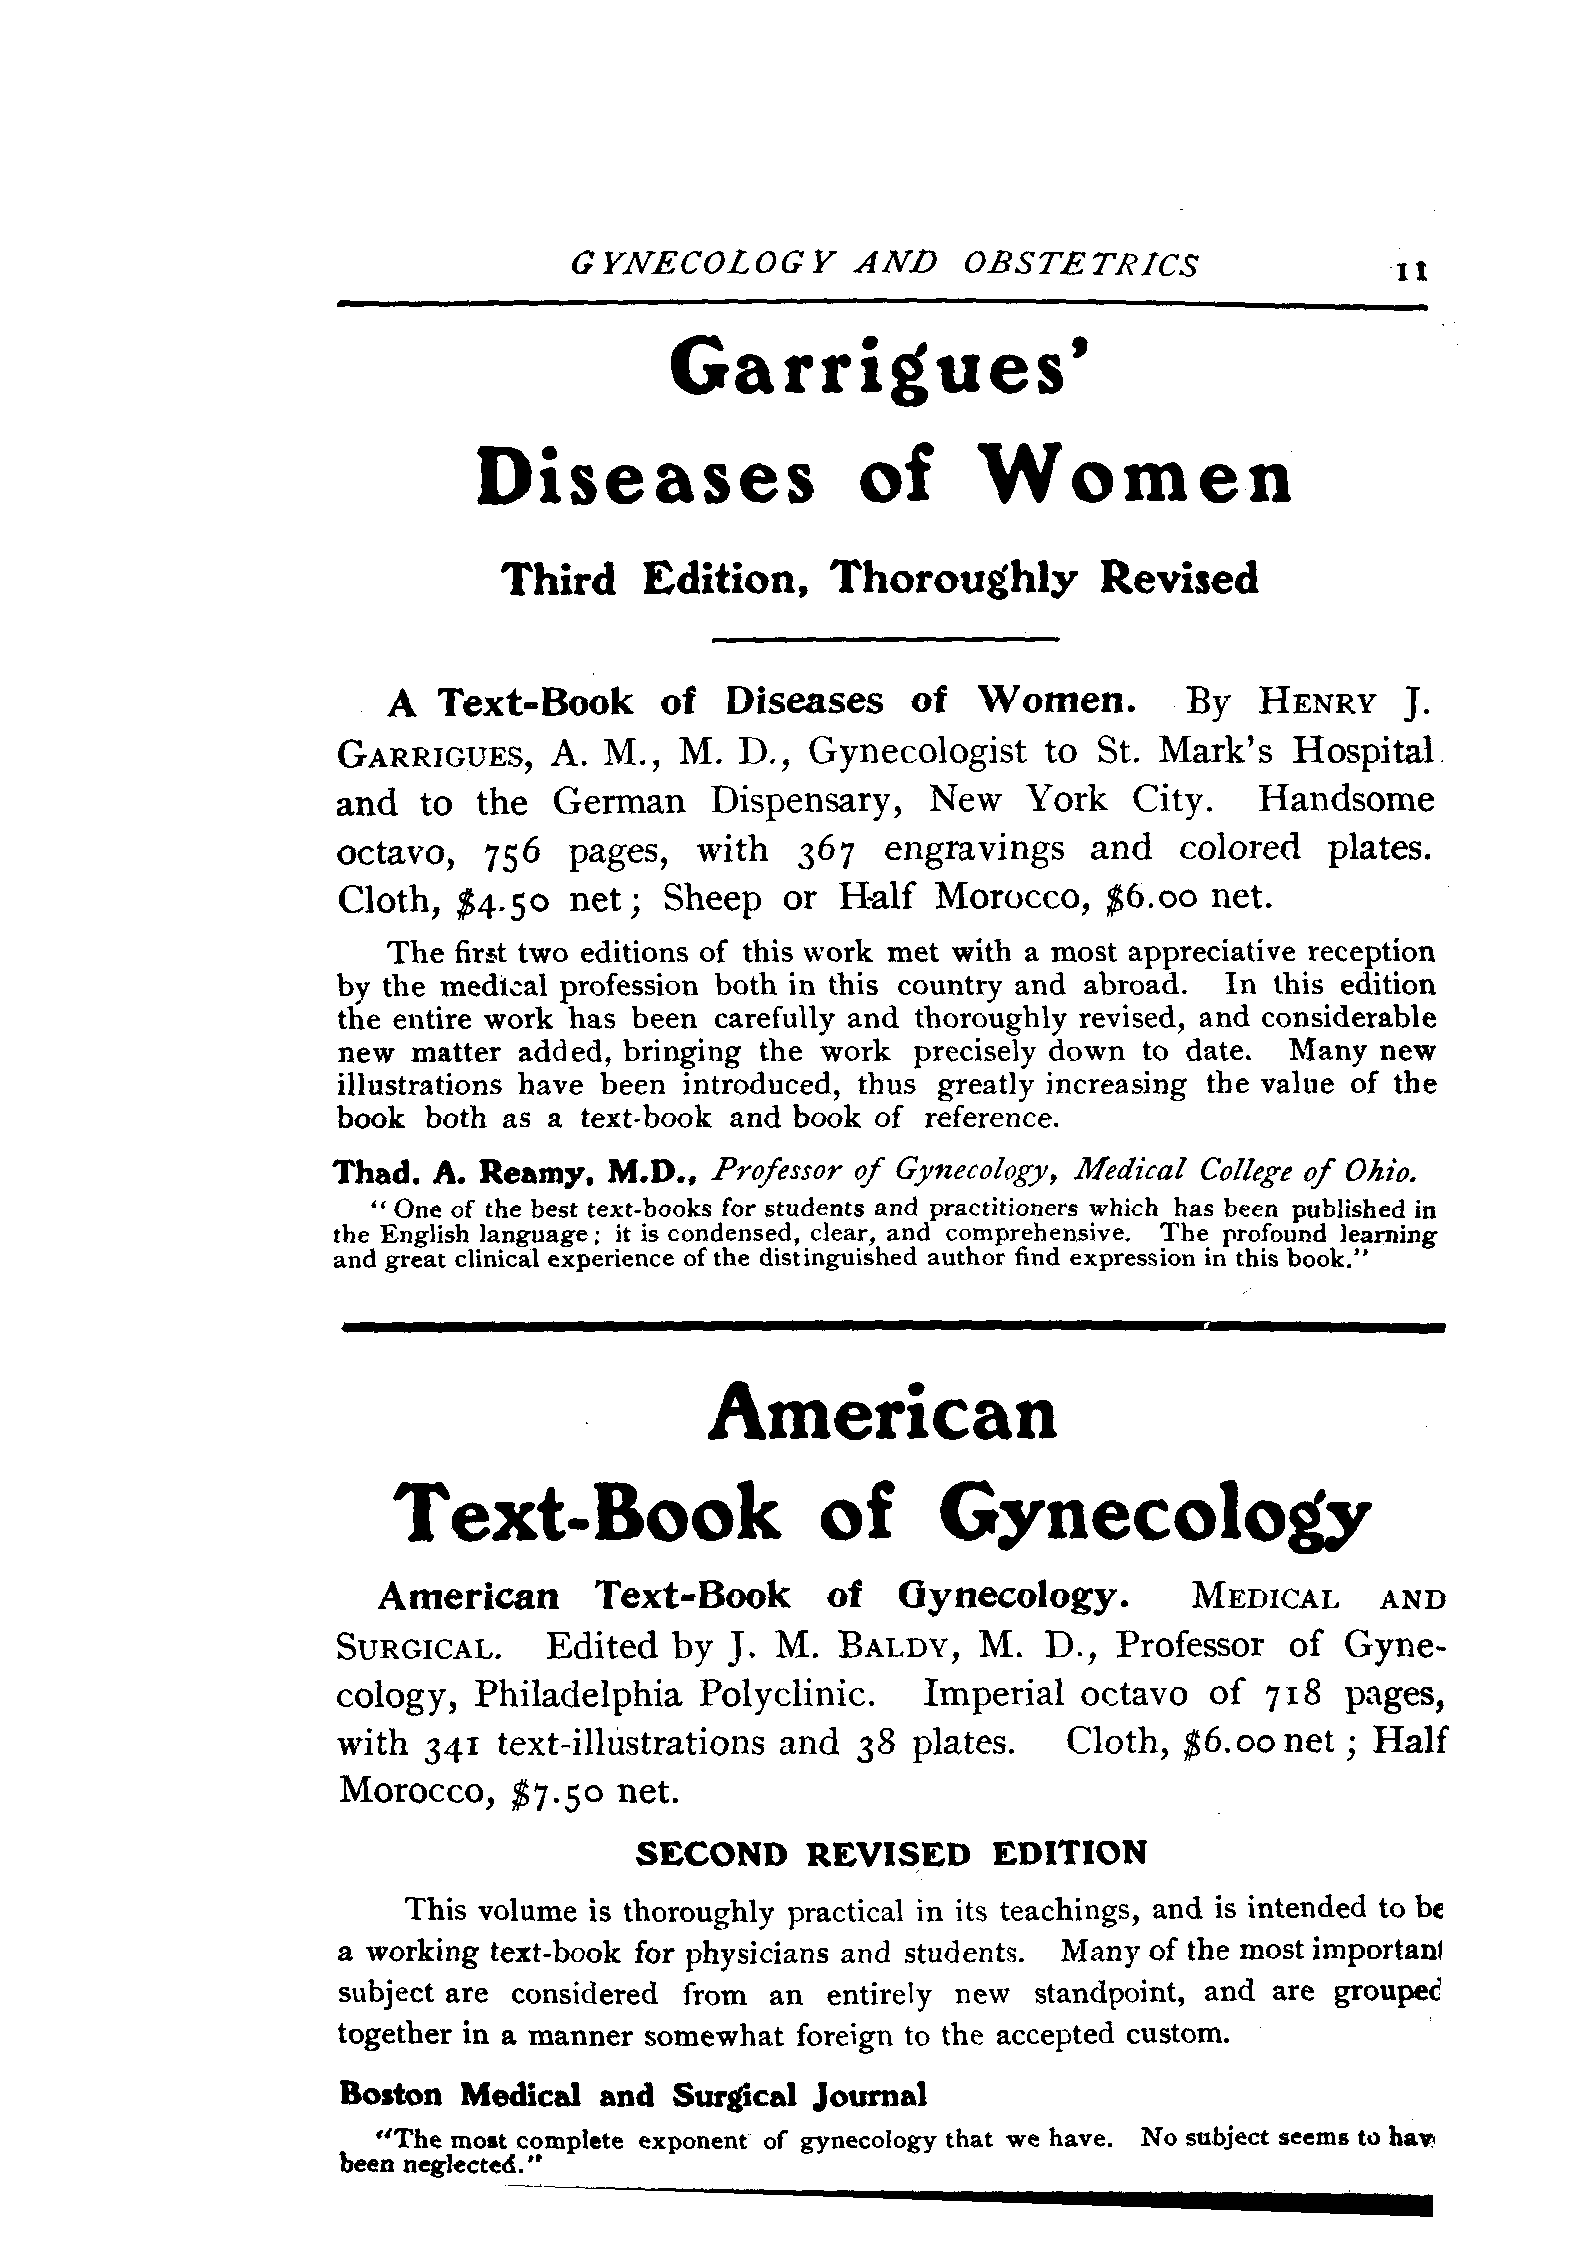 GYNECOLOGY AND OBSTETRICS 11
Garrigues'
Diseases of Women
Third Edition, Thoroughly Revised
A Text-Book of Diseases of Women. By HENRY J.
GARRIGUES, A. M., M. D., Gynecologist to St. Mark's Hospital
and to the German Dispensary, New York City. Handsome
octavo, 756 pages, with 367 engravings and colored plates.
Cloth, $4.50 net; Sheep or Half Morocco, $6.00 net.
The first two editions of this work met with a most appreciative reception
by the medical profession both in this country and abroad. In this edition
the entire work has been carefully and thoroughly revised, and considerable
new matter added, bringing the work precisely down to date. Many new
illustrations have been introduced, thus greatly increasing the value of the
book both as a text-book and book of reference.
Thad. A. Reamy, M.D., Professor of Gynecology, Medical College of Ohio.
"One of the best text-books for students and practitioners which has been published in
the English language; it is condensed, clear, and comprehensive. The profound learning
and great clinical experience of the distinguished author find expression in this book."
American
Text-Book of Gynecology
American Text-Book of Gynecology. MEDICAL AND
SURGICAL. Edited by J. M. BALDY, M. D., Professor of Gyne-
cology, Philadelphia Polyclinic. Imperial octavo of 718 pages,
with 341 text-illustrations and 38 plates. Cloth, $6.00 net; Half
Morocco, $7.50 net.
SECOND REVISED EDITION
This volume is thoroughly practical in its teachings, and is intended to be
a working text-book for physicians and students. Many of the most important
subject are considered from an entirely new standpoint, and are grouped
together in a manner somewhat foreign to the accepted custom.
Boston Medical and Surgical Journal
"The most complete exponent of gynecology that we have. No subject seems to hav
been neglected."